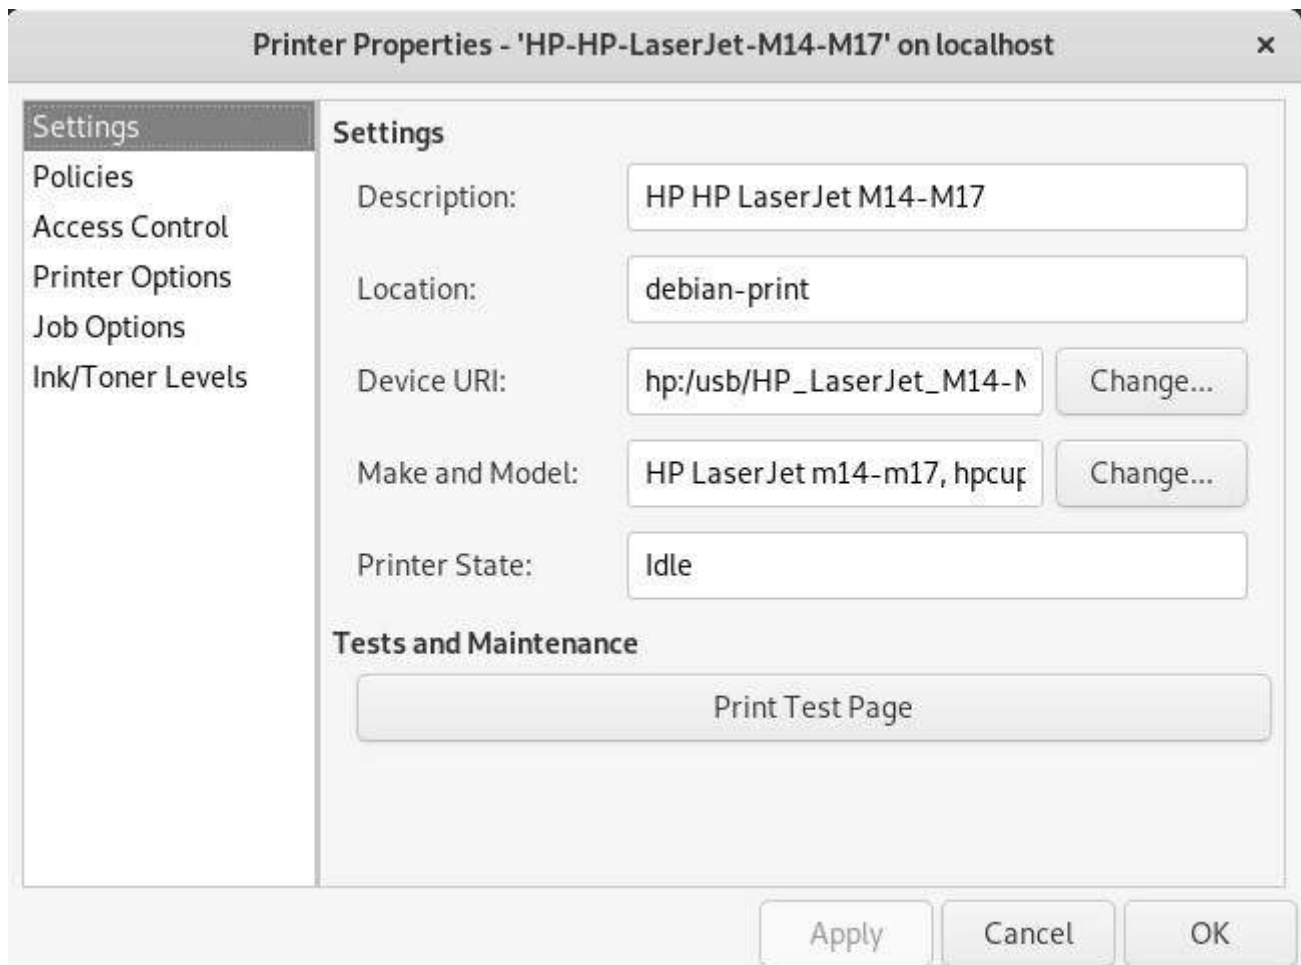 Printer Properties - 'HP-HP-LaserJet-M14-M17' on localhost
Settings
Policies
Access Control
Printer Options
Job Options
Ink/Toner Levels
Settings
Description: HP HP LaserJet M14-M17
Location: debian-print
Device URI: hp:/usb/HP_LaserJet_M14- Change...
Make and Model: HP LaserJet m14-m17, Change...
Printer State: Idle
Tests and Maintenance
Print Test Page
Apply Cancel OK